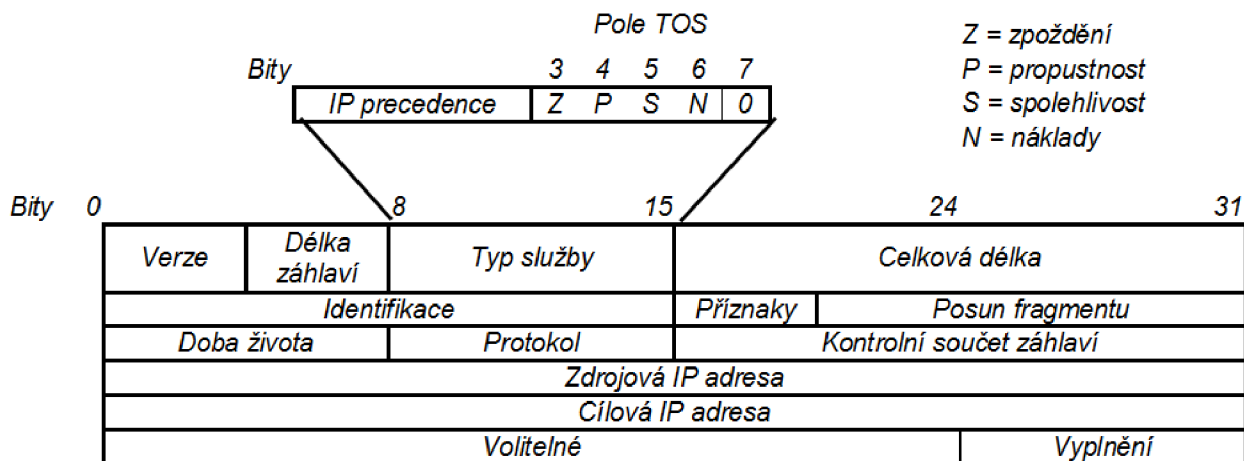 Pole TOS
Bity 3 4 5 6 7
IP precedence Z P S N 0
Z = zpoždění
P = propustnost
S = spolehlivost
N = náklady
Bity 0 8 15 24 31
Verze Délka záhlaví Typ služby Celková délka
Identifikace Příznaky Posun fragmentu
Doba života Protokol Kontrolní součet záhlaví
Zdrojová IP adresa
Cílová IP adresa
Volitelné Vyplnění